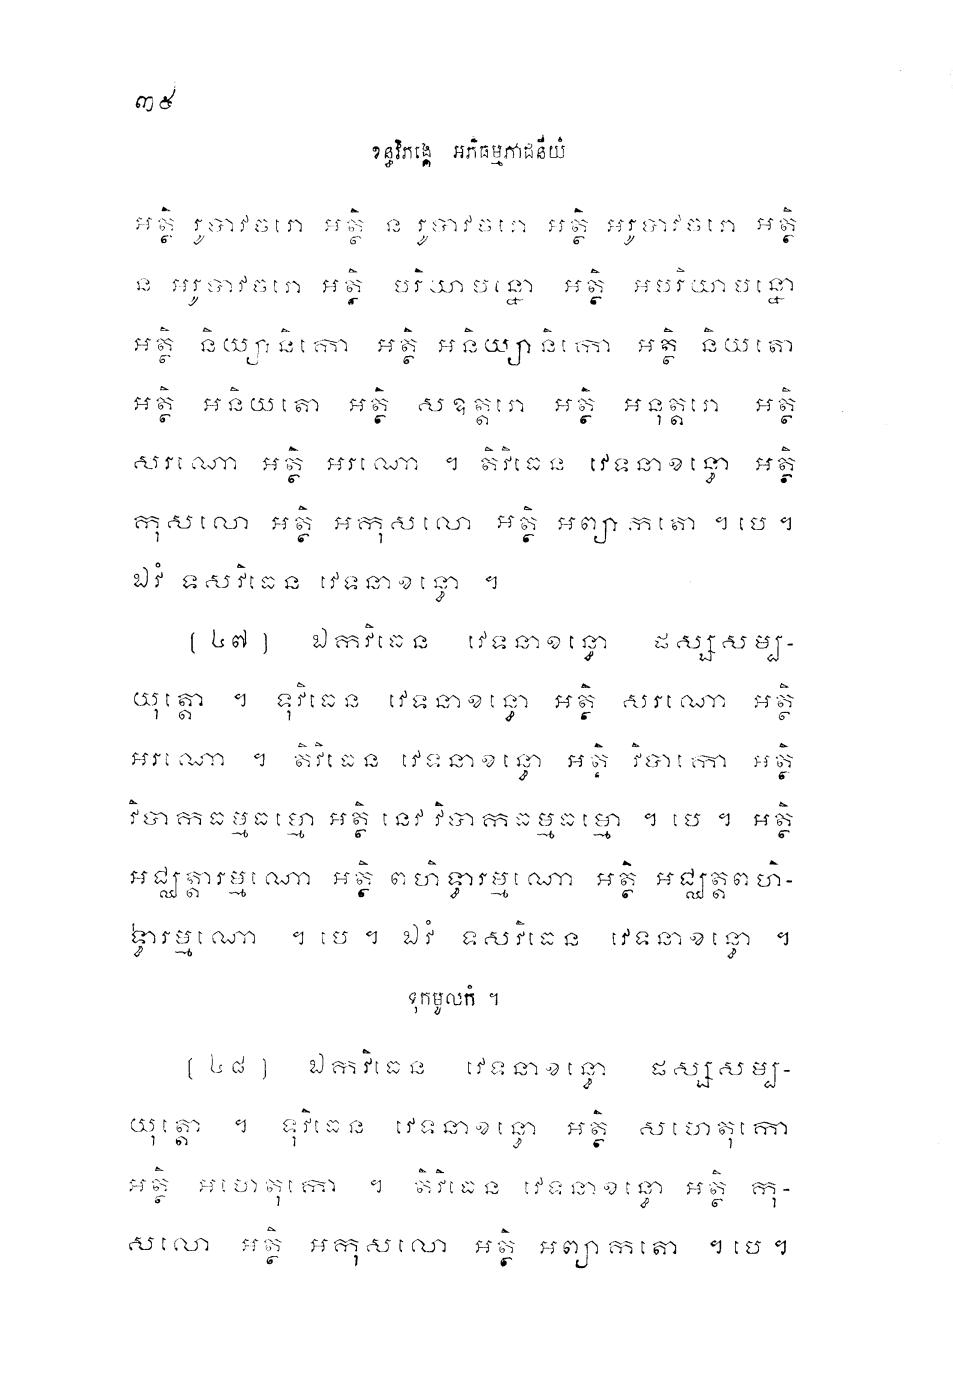 ៣៩
ខន្ធវិភង្គេ អភិធម្មភាជនីយំ
អត្ថិ រូបាវចរោ អត្ថិ ន រូបាវចរោ អត្ថិ អរូបាវចរោ អត្ថិ
ន អរូបាវចរោ អត្ថិ បរិយាបន្នោ អត្ថិ អបរិយាបន្នោ
អត្ថិ និយ្យានិកោ អត្ថិ អនិយ្យានិកោ អត្ថិ និយតោ
អត្ថិ អនិយតោ អត្ថិ សឧត្តរោ អត្ថិ អនុត្តរោ អត្ថិ
សរណោ អត្ថិ អរណោ ។ តិវិធេន វេទនាខន្ធោ អត្ថិ
កុសលោ អត្ថិ អកុសលោ អត្ថិ អព្យាកតោ ។ បេ ។
ឯវំ ទសវិធេន វេទនាខន្ធោ ។
[៤៧] ឯកវិធេន វេទនាខន្ធោ ផស្សសម្ប-
យុត្តោ ។ ទុវិធេន វេទនាខន្ធោ អត្ថិ សរណោ អត្ថិ
អរណោ ។ តិវិធេន វេទនាខន្ធោ អត្ថិ វិបាកោ អត្ថិ
វិបាកធម្មធម្មោ អត្ថិ នេវវិបាកធម្មធម្មោ ។ បេ ។ អត្ថិ
អជ្ឈត្តារម្មណោ អត្ថិ ពហិទ្ធារម្មណោ អត្ថិ អជ្ឈត្តពហិ-
ទ្ធារម្មណោ ។ បេ ។ ឯវំ ទសវិធេន វេទនាខន្ធោ ។
ទុកមូលកំ ។
[៤៨] ឯកវិធេន វេទនាខន្ធោ ផស្សសម្ប-
យុត្តោ ។ ទុវិធេន វេទនាខន្ធោ អត្ថិ សហេតុកោ
អត្ថិ អហេតុកោ ។ តិវិធេន វេទនាខន្ធោ អត្ថិ កុ-
សលោ អត្ថិ អកុសលោ អត្ថិ អព្យាកតោ ។ បេ ។